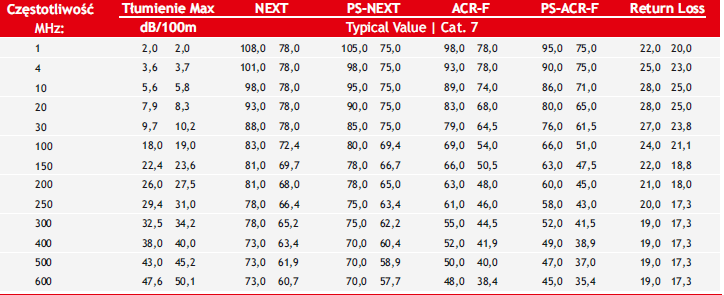 Częstotliwość Tłumienie Max NEXT PS-NEXT ACR-F PS-ACR-F Return Loss
MHz: dB/100m Typical Value | Cat. 7
1 2,0 2,0 108,0 78,0 105,0 75,0 98,0 78,0 95,0 75,0 22,0 20,0
4 3,6 3,7 101,0 78,0 98,0 75,0 93,0 78,0 90,0 75,0 25,0 23,0
10 5,6 5,8 98,0 78,0 95,0 75,0 89,0 74,0 86,0 71,0 28,0 25,0
20 7,9 8,3 93,0 78,0 90,0 75,0 83,0 68,0 80,0 65,0 28,0 25,0
30 9,7 10,2 88,0 78,0 85,0 75,0 79,0 64,5 76,0 61,5 27,0 23,8
100 18,0 19,0 83,0 72,4 80,0 69,4 69,0 54,0 66,0 51,0 24,0 21,1
150 22,4 23,6 81,0 69,7 78,0 66,7 66,0 50,5 63,0 47,5 22,0 18,8
200 26,0 27,5 81,0 68,0 78,0 65,0 63,0 48,0 60,0 45,0 21,0 18,0
250 29,4 31,0 78,0 66,4 75,0 63,4 61,0 46,0 58,0 43,0 20,0 17,3
300 32,5 34,2 78,0 65,2 75,0 62,2 55,0 44,5 52,0 41,5 19,0 17,3
400 38,0 40,0 73,0 63,4 70,0 60,4 52,0 41,9 49,0 38,9 19,0 17,3
500 43,0 45,2 73,0 61,9 70,0 58,9 50,0 40,0 47,0 37,0 19,0 17,3
600 47,6 50,1 73,0 60,7 70,0 57,7 48,0 38,4 45,0 35,4 19,0 17,3